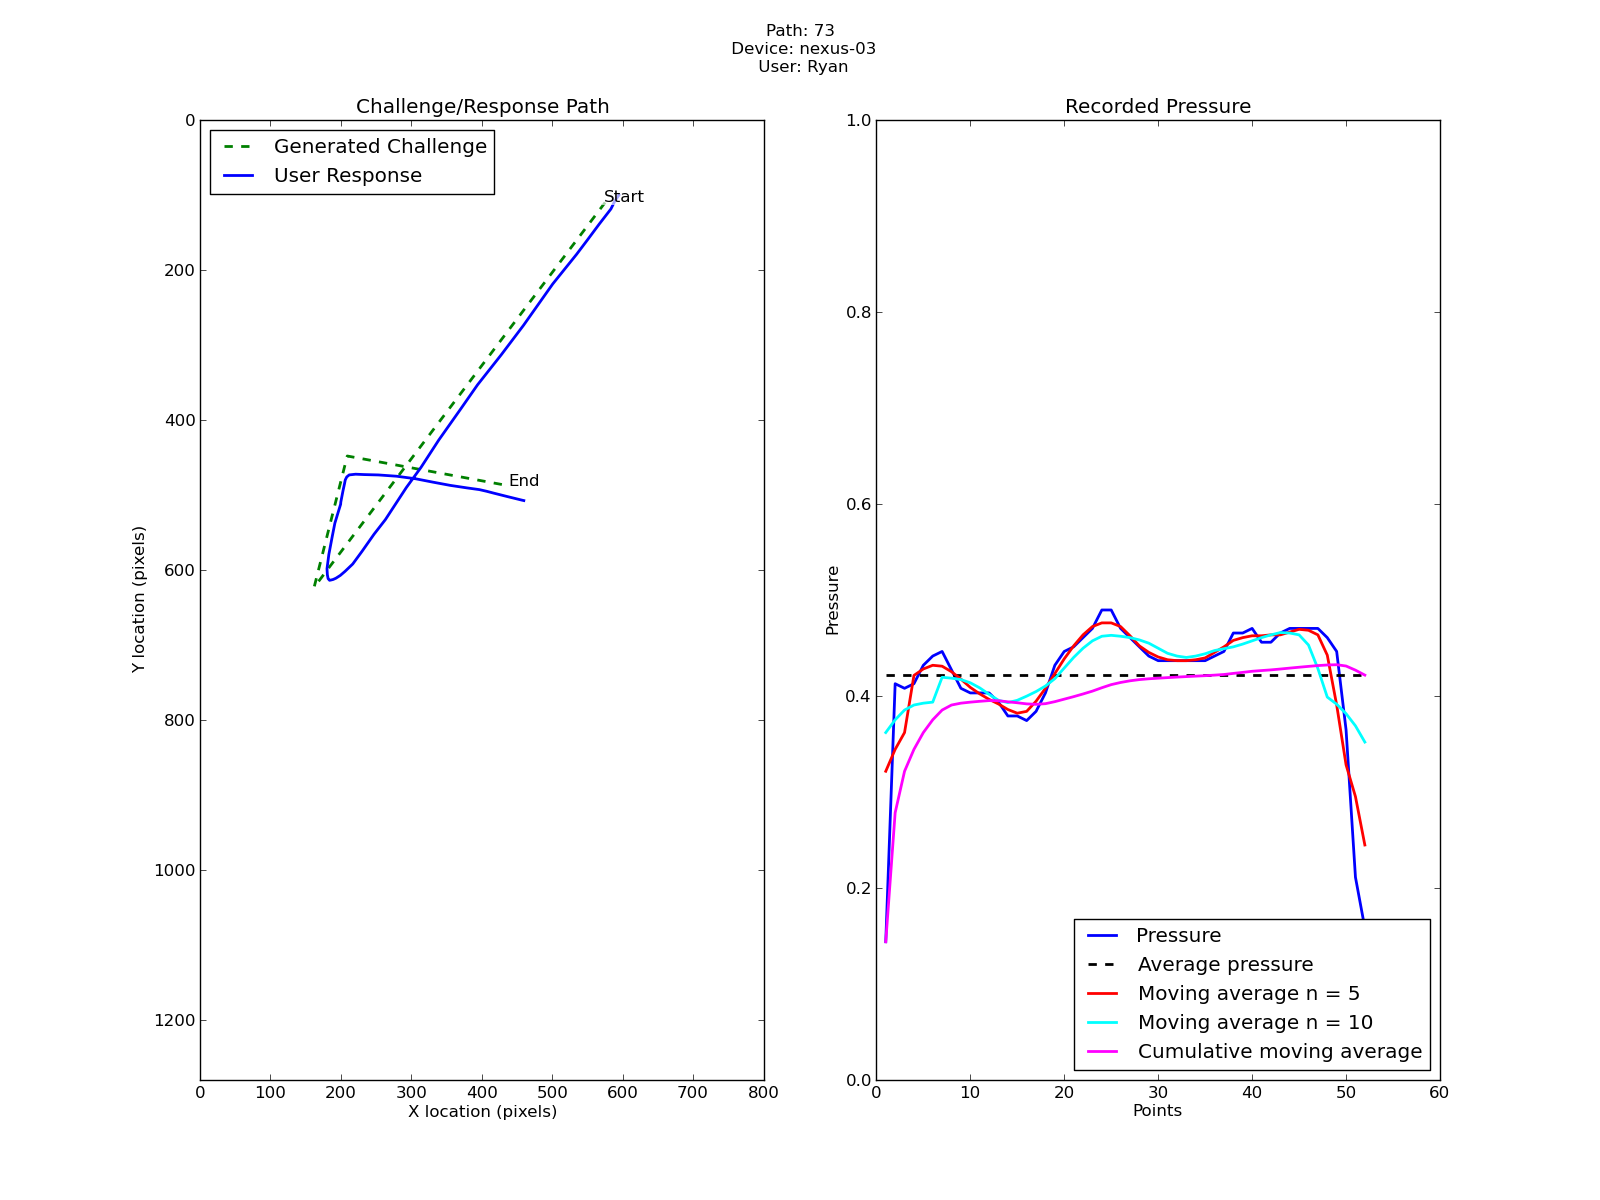 Path: 73
Device: nexus-03
User: Ryan
Challenge/Response Path
Generated Challenge
User Response
Start
End
0
200
400
600
800
1000
1200
Y location (pixels)
0 100 200 300 400 500 600 700 800
X location (pixels)
Recorded Pressure
1.0
0.8
0.6
0.4
0.2
0.0
Pressure
Pressure
Average pressure
Moving average n = 5
Moving average n = 10
Cumulative moving average
0 10 20 30 40 50 60
Points